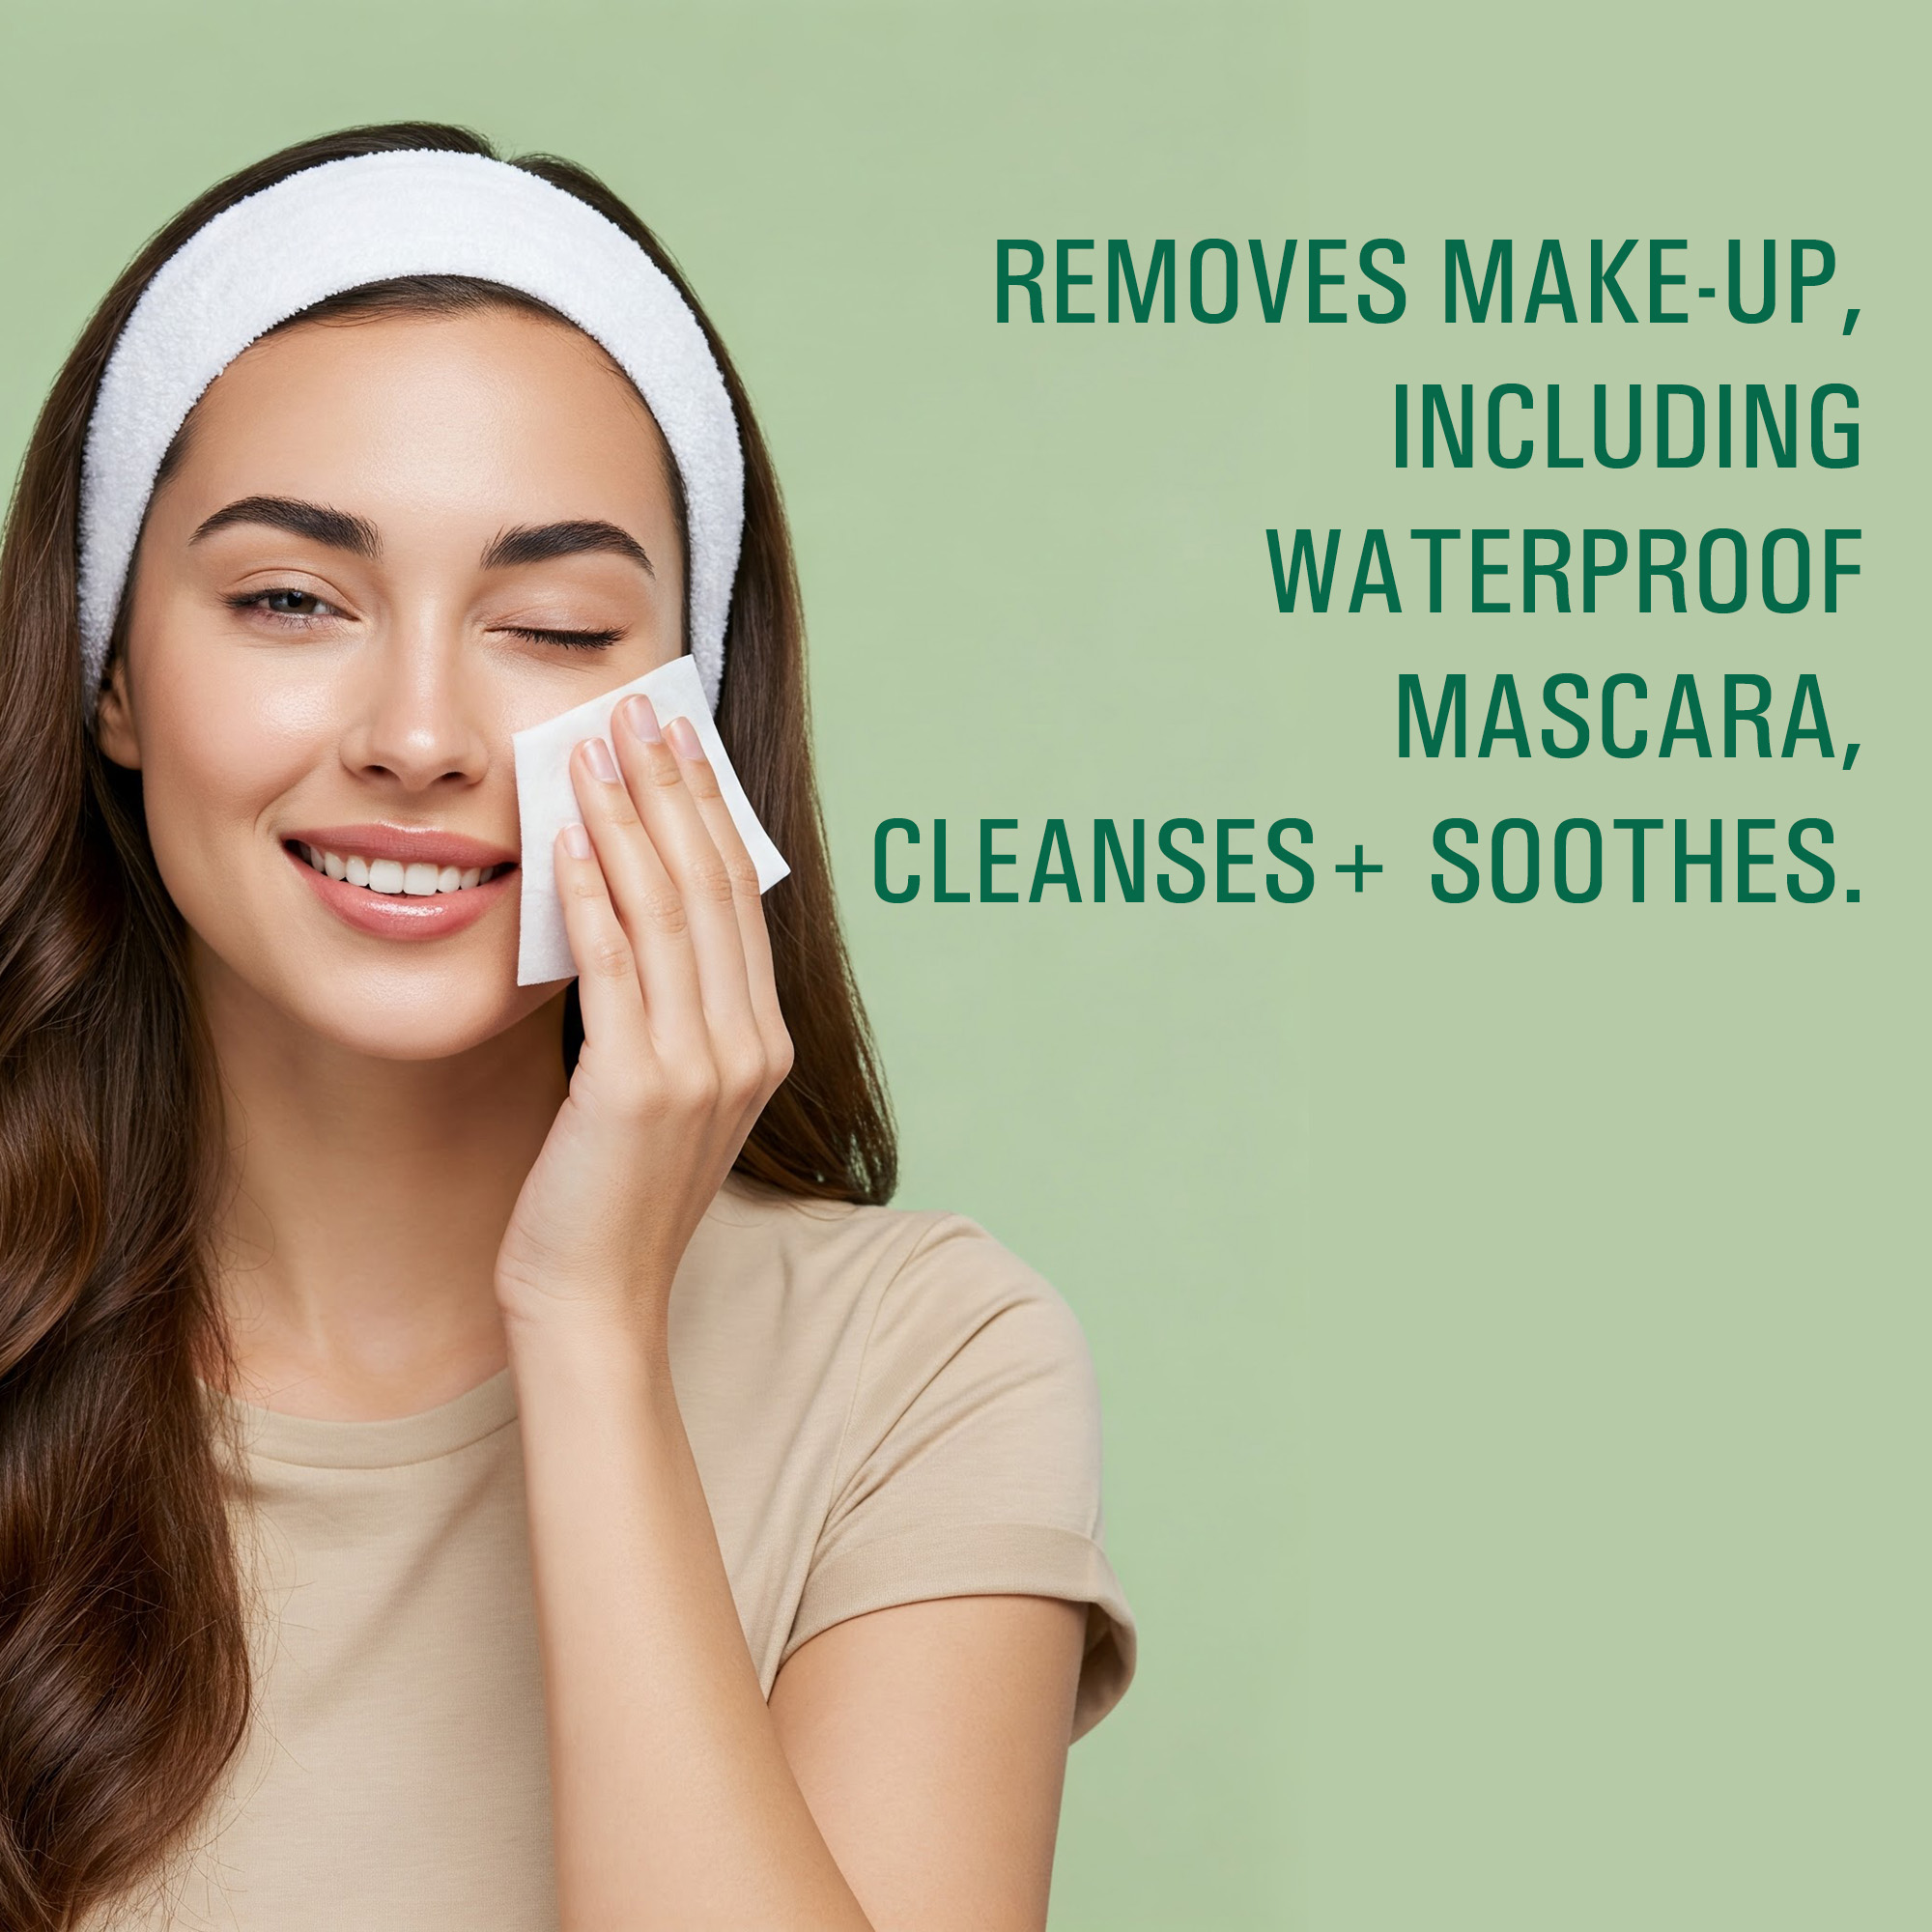 REMOVES MAKE-UP,
INCLUDING
WATERPROOF
MASCARA,
CLEANSES+ SOOTHES.